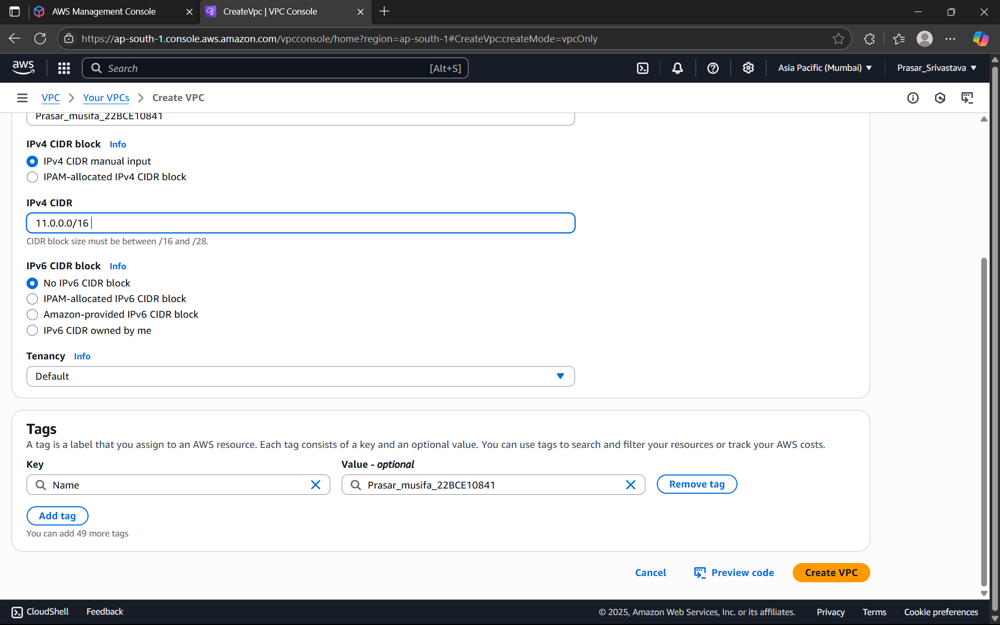 AWS Management Console
CreateVpc | VPC Console
https://ap-south-1.console.aws.amazon.com/vpcconsole/home?region=ap-south-1#CreateVpc:createMode=vpcOnly
aws
Search [Alt+S]
Asia Pacific (Mumbai)
Prasar_Srivastava
VPC > Your VPCs > Create VPC
Prasar_musifa_22BCE10841
IPv4 CIDR block Info
IPv4 CIDR manual input
IPAM-allocated IPv4 CIDR block
IPv4 CIDR
11.0.0.0/16
CIDR block size must be between /16 and /28.
IPv6 CIDR block Info
No IPv6 CIDR block
IPAM-allocated IPv6 CIDR block
Amazon-provided IPv6 CIDR block
IPv6 CIDR owned by me
Tenancy Info
Default
Tags
A tag is a label that you assign to an AWS resource. Each tag consists of a key and an optional value. You can use tags to search and filter your resources or track your AWS costs.
Key
Value - optional
Name
Prasar_musifa_22BCE10841
Remove tag
Add tag
You can add 49 more tags
Cancel
Preview code
Create VPC
CloudShell
Feedback
© 2025, Amazon Web Services, Inc. or its affiliates.
Privacy
Terms
Cookie preferences